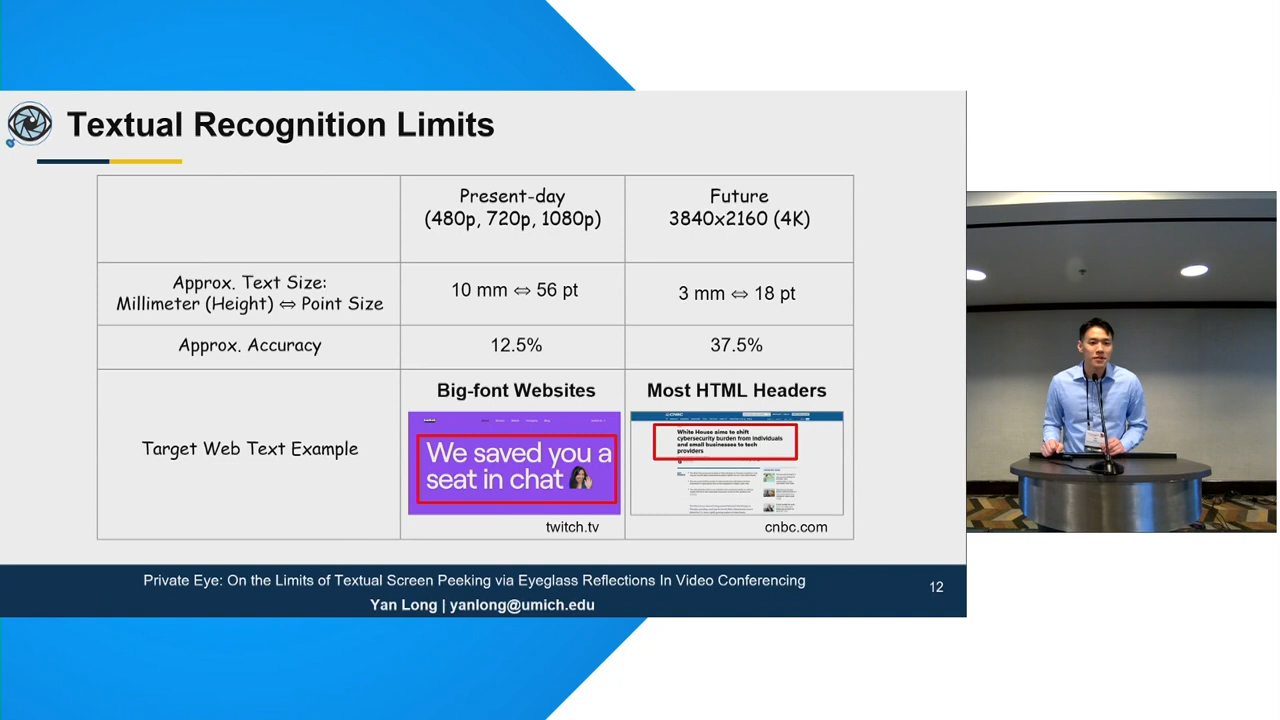 Textual Recognition Limits
Present-day
(480p, 720p, 1080p)
Future
3840x2160 (4K)
Approx. Text Size:
Millimeter (Height) ⇔ Point Size
10 mm ⇔ 56 pt
3 mm ⇔ 18 pt
Approx. Accuracy
12.5%
37.5%
Target Web Text Example
Big-font Websites
We saved you a
seat in chat
twitch.tv
Most HTML Headers
CNBC
White House aims to shift
cybersecurity burden from individuals
and small businesses to tech
providers
cnbc.com
Private Eye: On the Limits of Textual Screen Peeking via Eyeglass Reflections In Video Conferencing
Yan Long | yanlong@umich.edu
12